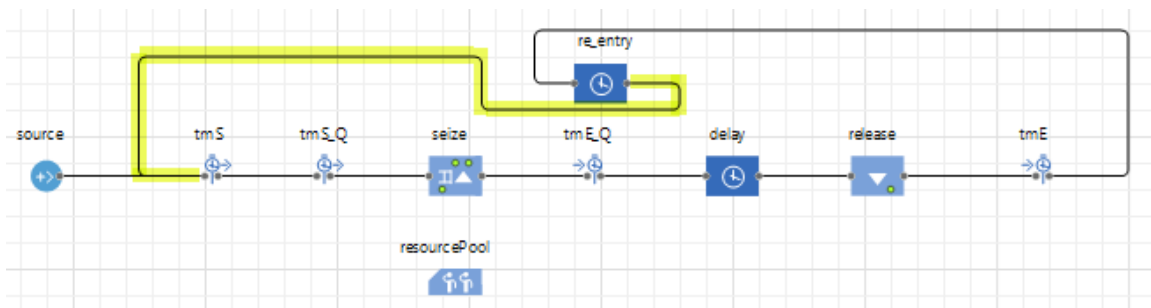 re_entry
source
tmS
tmS_Q
seize
tmE_Q
delay
release
tmE
resourcePool